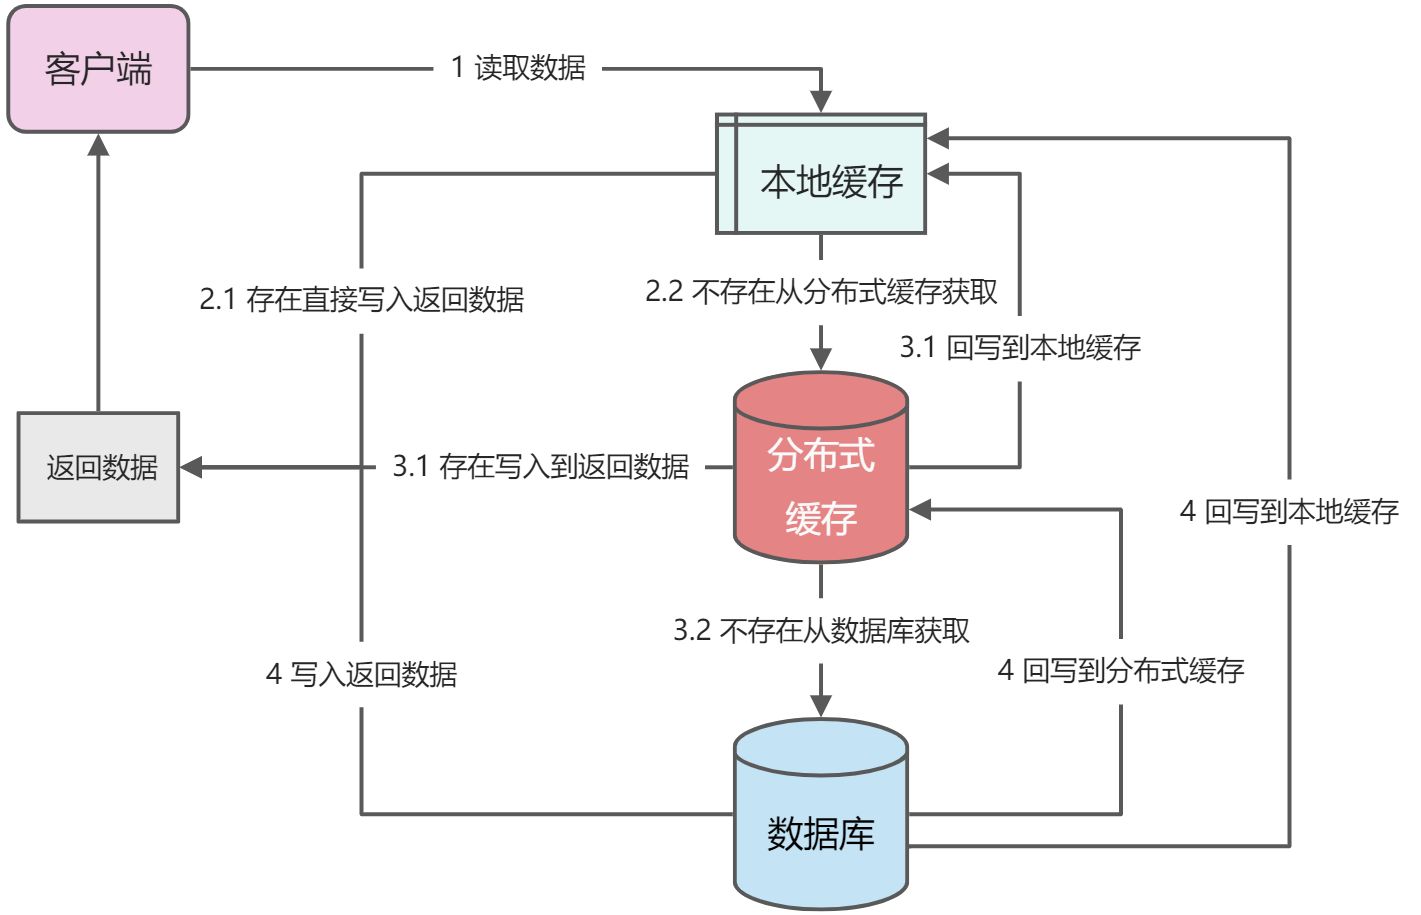 客户端
1 读取数据
本地缓存
2.1 存在直接写入返回数据
2.2 不存在从分布式缓存获取
3.1 回写到本地缓存
返回数据
3.1 存在写入到返回数据
分布式
缓存
4 回写到本地缓存
3.2 不存在从数据库获取
4 写入返回数据
4 回写到分布式缓存
数据库